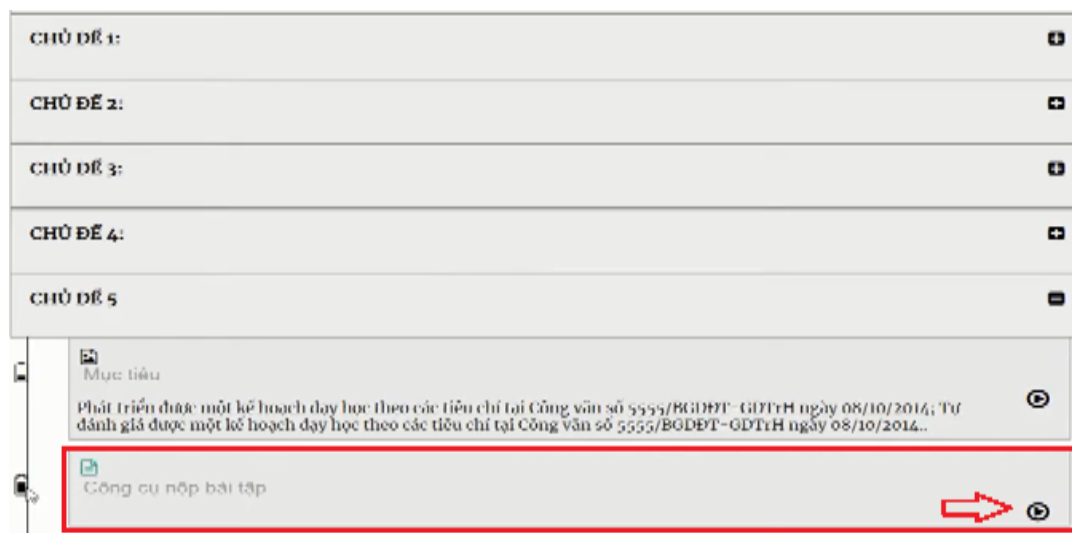 CHỦ ĐỀ 1:
CHỦ ĐỀ 2:
CHỦ ĐỀ 3:
CHỦ ĐỀ 4:
CHỦ ĐỀ 5
Mục tiêu
Phát triển được một kế hoạch dạy học theo các tiêu chí tại Công văn số 5555/BGDĐT-GDTrH ngày 08/10/2014; Tự
đánh giá được một kế hoạch dạy học theo các tiêu chí tại Công văn số 5555/BGDĐT-GDTrH ngày 08/10/2014..
Công cụ nộp bài tập